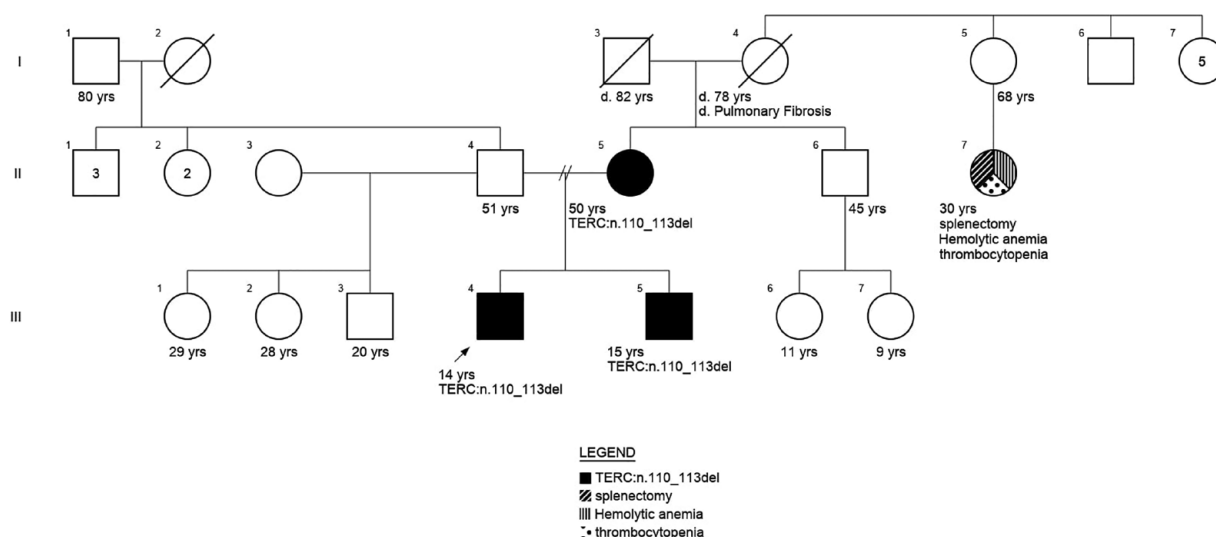 1 2 3 4 5 6 7
I 5
80 yrs d. 82 yrs d. 78 yrs 68 yrs
d. Pulmonary Fibrosis
1 2 3 4 5 6 7
II 3 2
51 yrs 50 yrs 45 yrs 30 yrs
TERC:n.110_113del splenectomy
Hemolytic anemia
thrombocytopenia
1 2 3 4 5 6 7
III
29 yrs 28 yrs 20 yrs 15 yrs 11 yrs 9 yrs
TERC:n.110_113del
14 yrs
TERC:n.110_113del
LEGEND
TERC:n.110_113del
splenectomy
Hemolytic anemia
thrombocytopenia